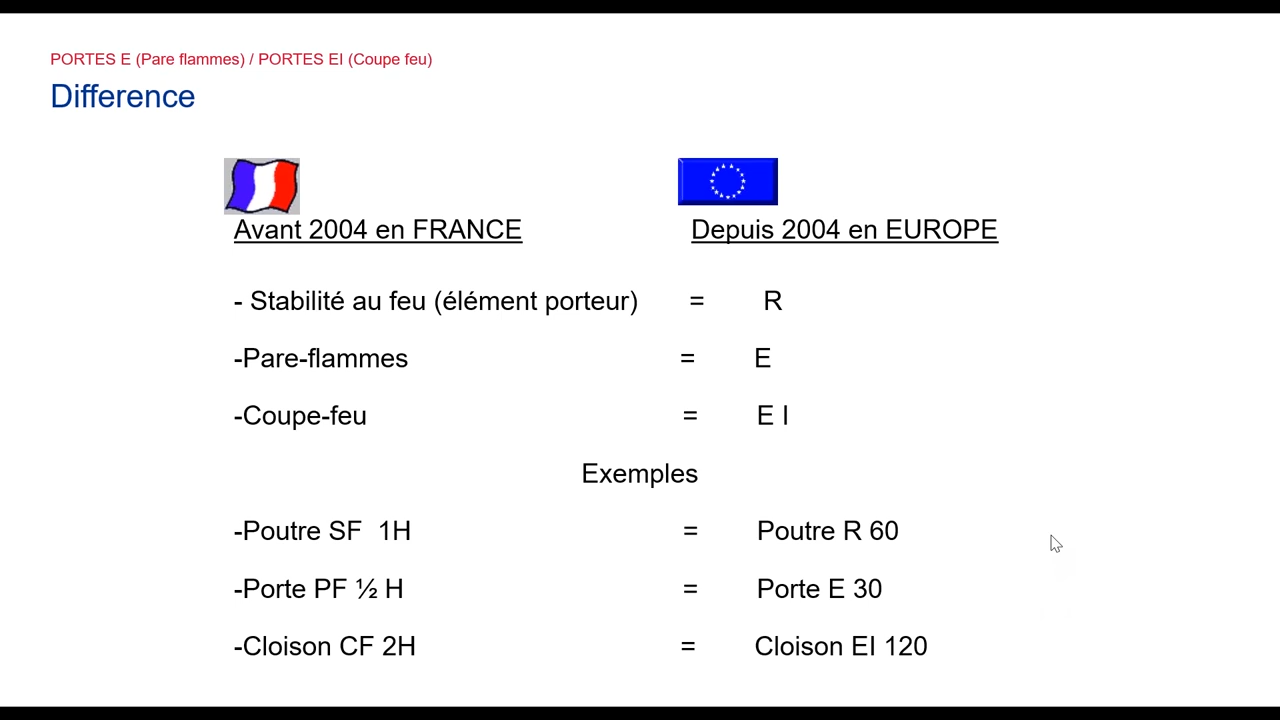 PORTES E (Pare flammes) / PORTES EI (Coupe feu)
Difference
Avant 2004 en FRANCE Depuis 2004 en EUROPE
- Stabilité au feu (élément porteur) = R
-Pare-flammes = E
-Coupe-feu = E I
Exemples
-Poutre SF 1H = Poutre R 60
-Porte PF ½ H = Porte E 30
-Cloison CF 2H = Cloison EI 120